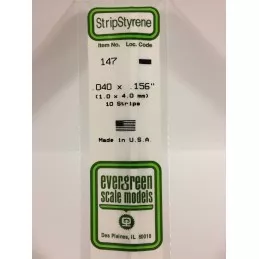 StripStyrene
Item No. Loc. Code
147
.040 x .156"
(1.0 x 4.0 mm)
10 Strips
Made in U.S.A.
evergreen
scale models
Des Plaines, IL 60018